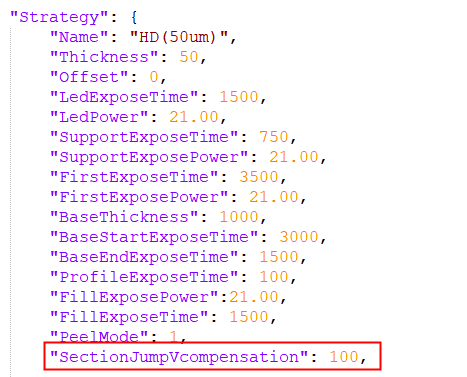 "Strategy": {
"Name": "HD(50um)",
"Thickness": 50,
"Offset": 0,
"LedExposeTime": 1500,
"LedPower": 21.00,
"SupportExposeTime": 750,
"SupportExposePower": 21.00,
"FirstExposeTime": 3500,
"FirstExposePower": 21.00,
"BaseThickness": 1000,
"BaseStartExposeTime": 3000,
"BaseEndExposeTime": 1500,
"ProfileExposeTime": 100,
"FillExposePower":21.00,
"FillExposeTime": 1500,
"PeelMode": 1,
"SectionJumpVcompensation": 100,